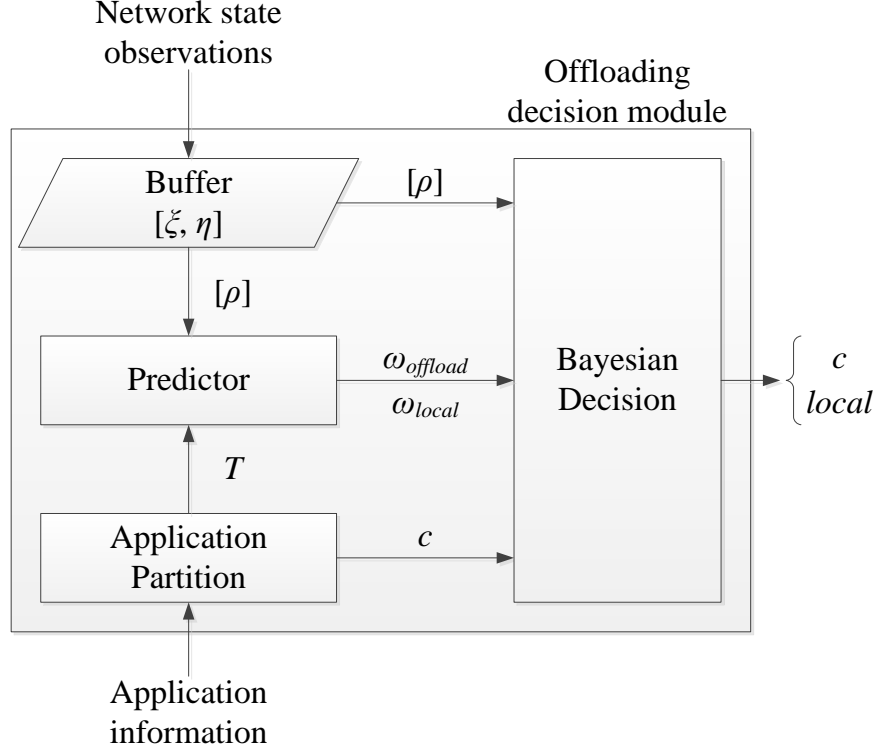 Network state
observations
Offloading
decision module
Buffer
[ξ, η]
[ρ]
[ρ]
Predictor
ω_offload
ω_local
Bayesian
Decision
c
local
T
Application
Partition
c
Application
information